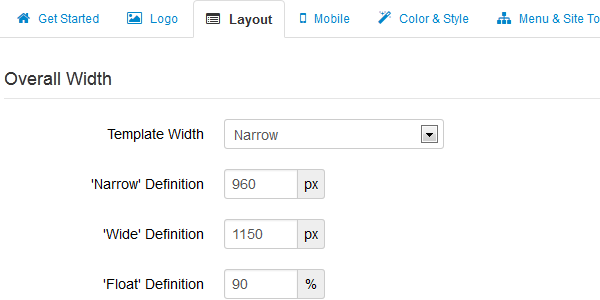 Get Started Logo Layout Mobile Color & Style Menu & Site To
Overall Width
Template Width Narrow
'Narrow' Definition 960 px
'Wide' Definition 1150 px
'Float' Definition 90 %